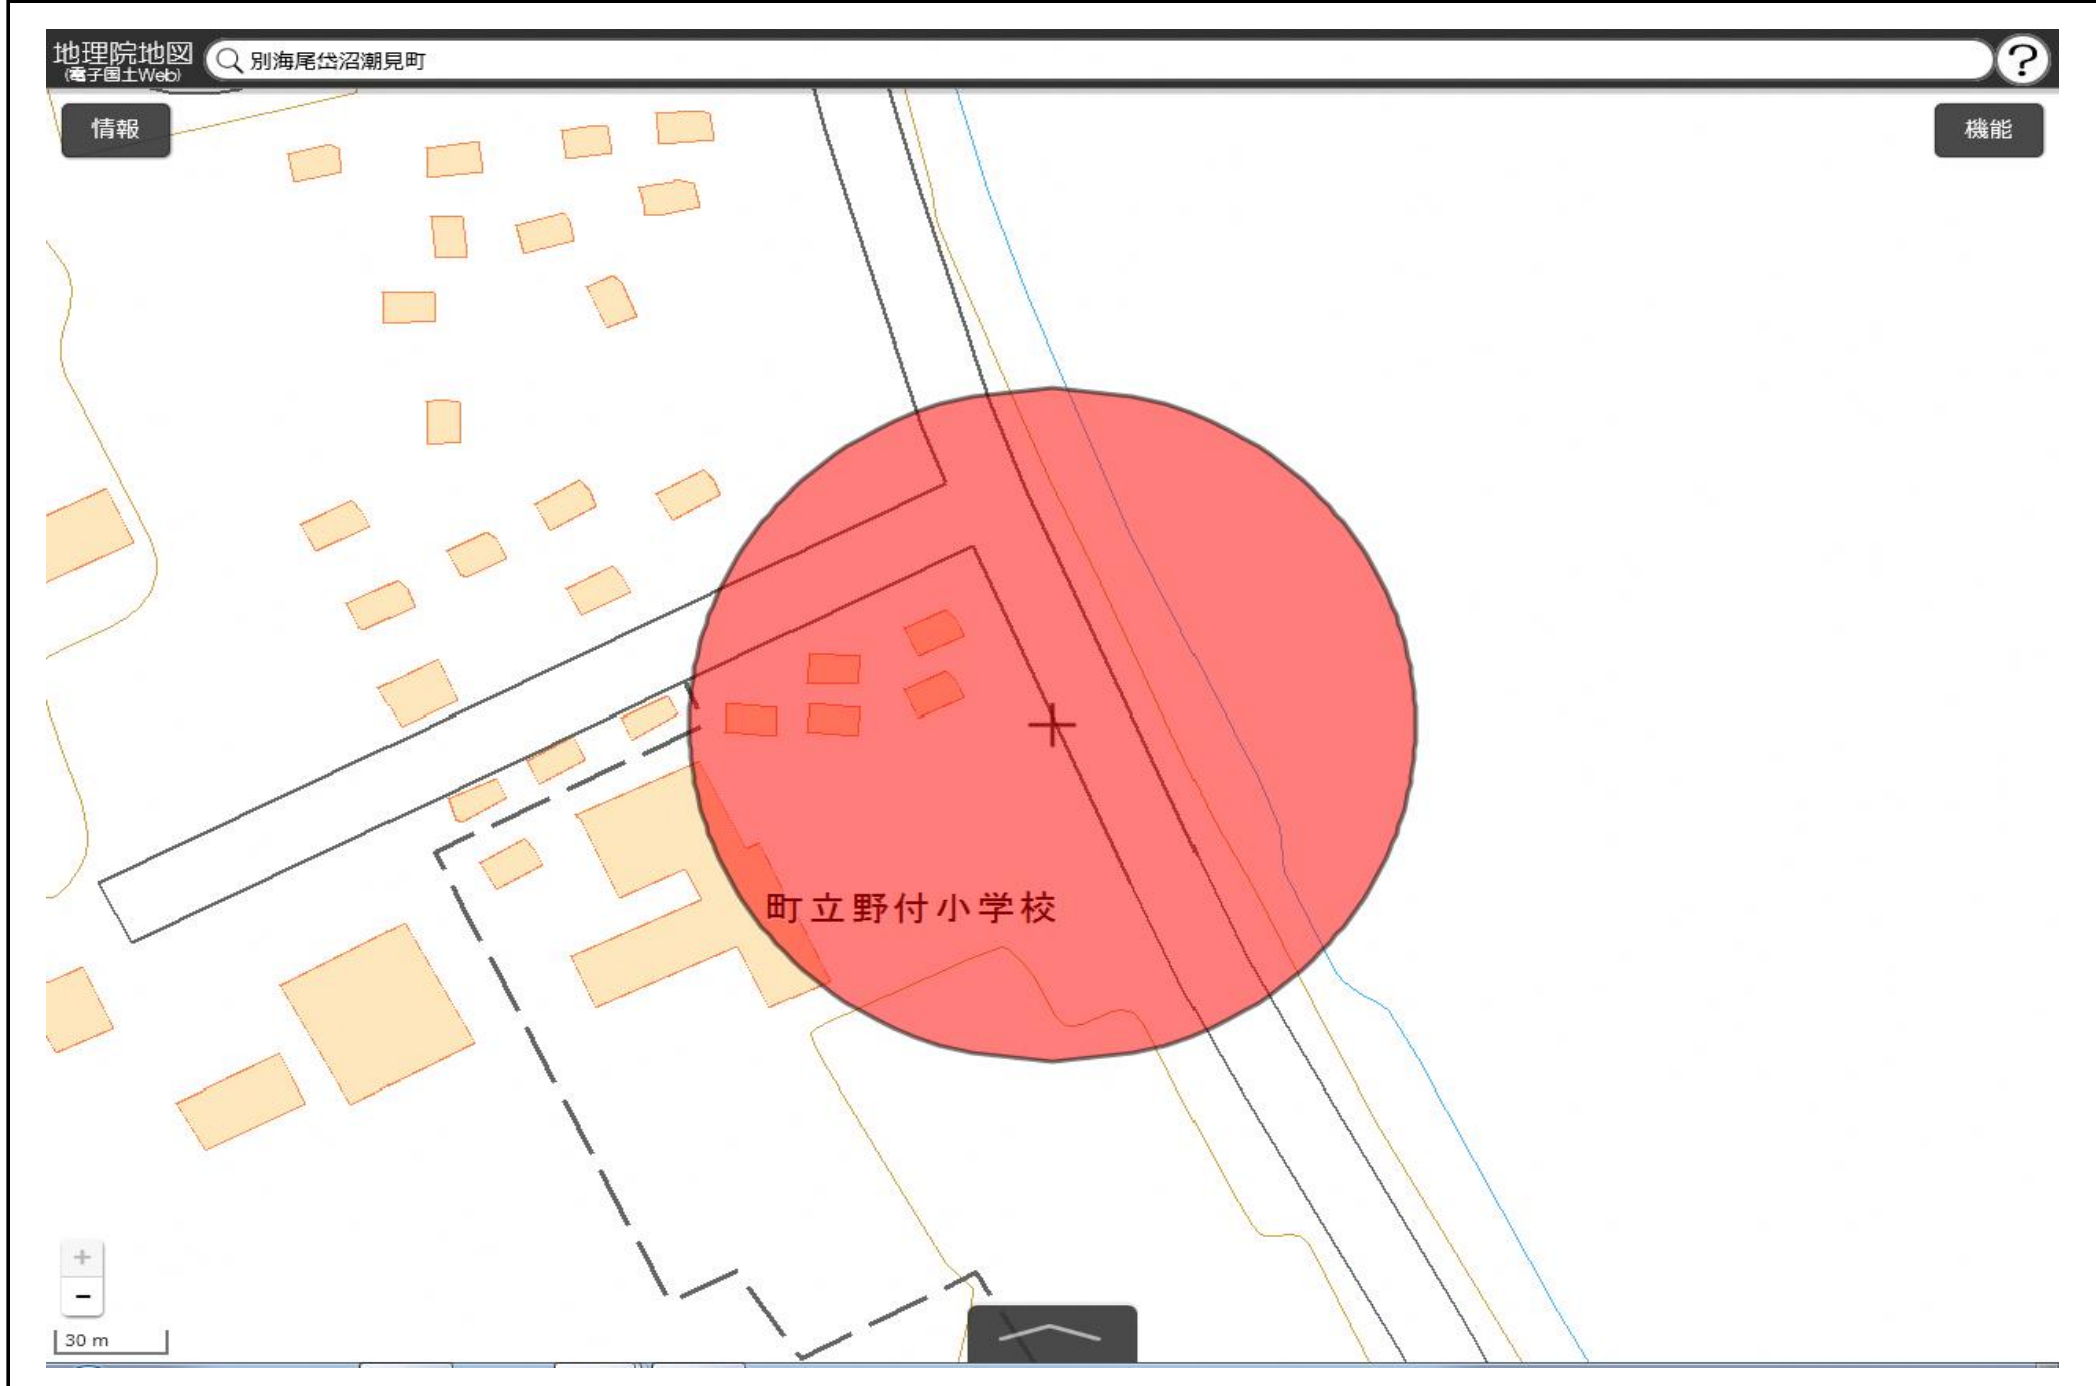 地理院地図
(電子国土Web)
別海尾岱沼潮見町
?
情報
機能
町立野付小学校
+
−
30 m